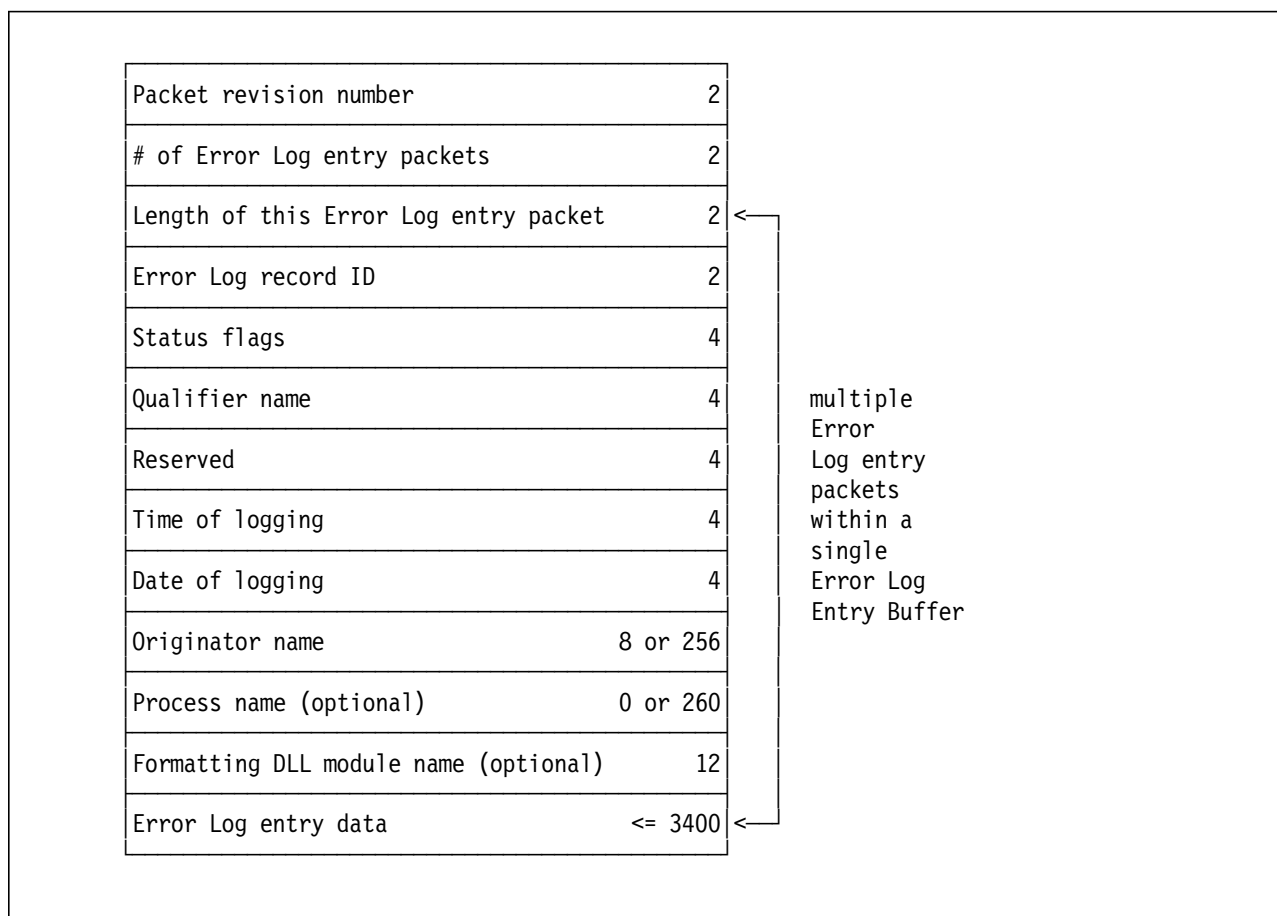 Packet revision number 2
# of Error Log entry packets 2
Length of this Error Log entry packet 2 <
Error Log record ID 2
Status flags 4
Qualifier name 4
multiple
Error
Reserved 4
Log entry
packets
Time of logging 4
within a
single
Date of logging 4
Error Log
Entry Buffer
Originator name 8 or 256
Process name (optional) 0 or 260
Formatting DLL module name (optional) 12
Error Log entry data <= 3400 <